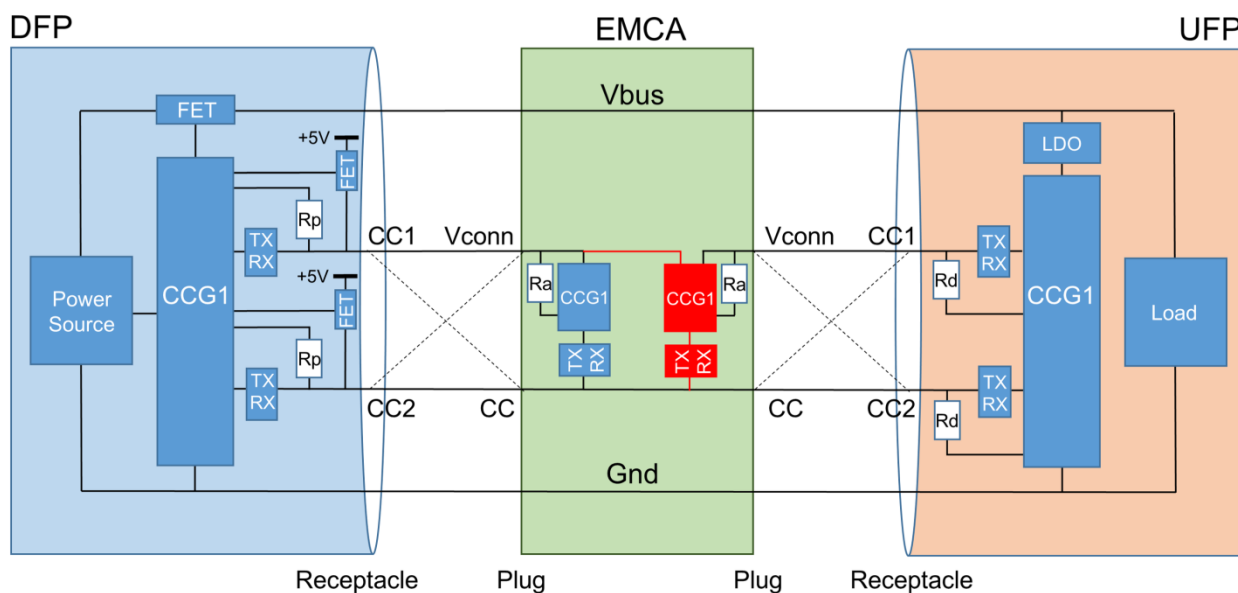 DFP
EMCA
UFP
Vbus
FET
+5V
FET
LDO
Rp
TX
RX
CC1
Vconn
Vconn
CC1
TX
RX
+5V
Ra
CCG1
CCG1
Ra
Rd
Power
Source
CCG1
FET
CCG1
Load
Rp
TX
RX
TX
RX
TX
RX
CC2
CC
CC
CC2
TX
RX
Rd
Gnd
Receptacle
Plug
Plug
Receptacle